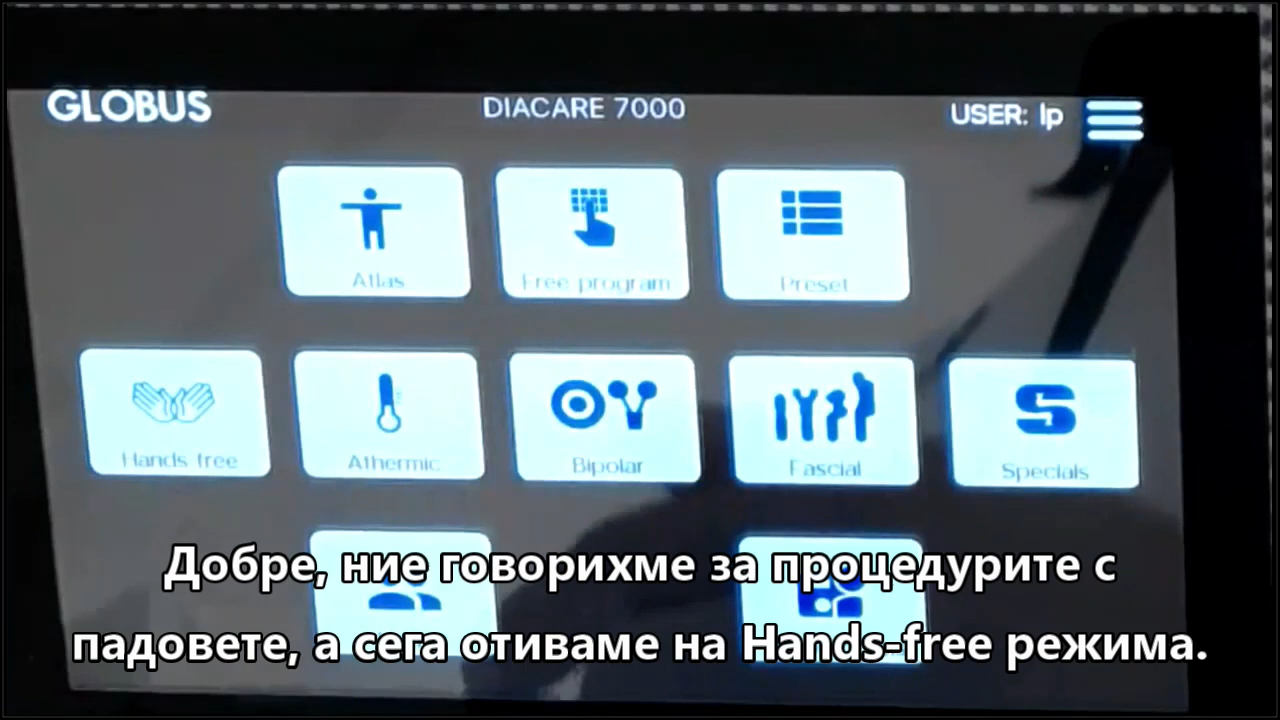 GLOBUS
DIACARE 7000
USER: lp
Atlas
Free program
Preset
Hands free
Athermic
Bipolar
Fascial
Specials
Добре, ние говорихме за процедурите с
падовете, а сега отиваме на Hands-free режима.